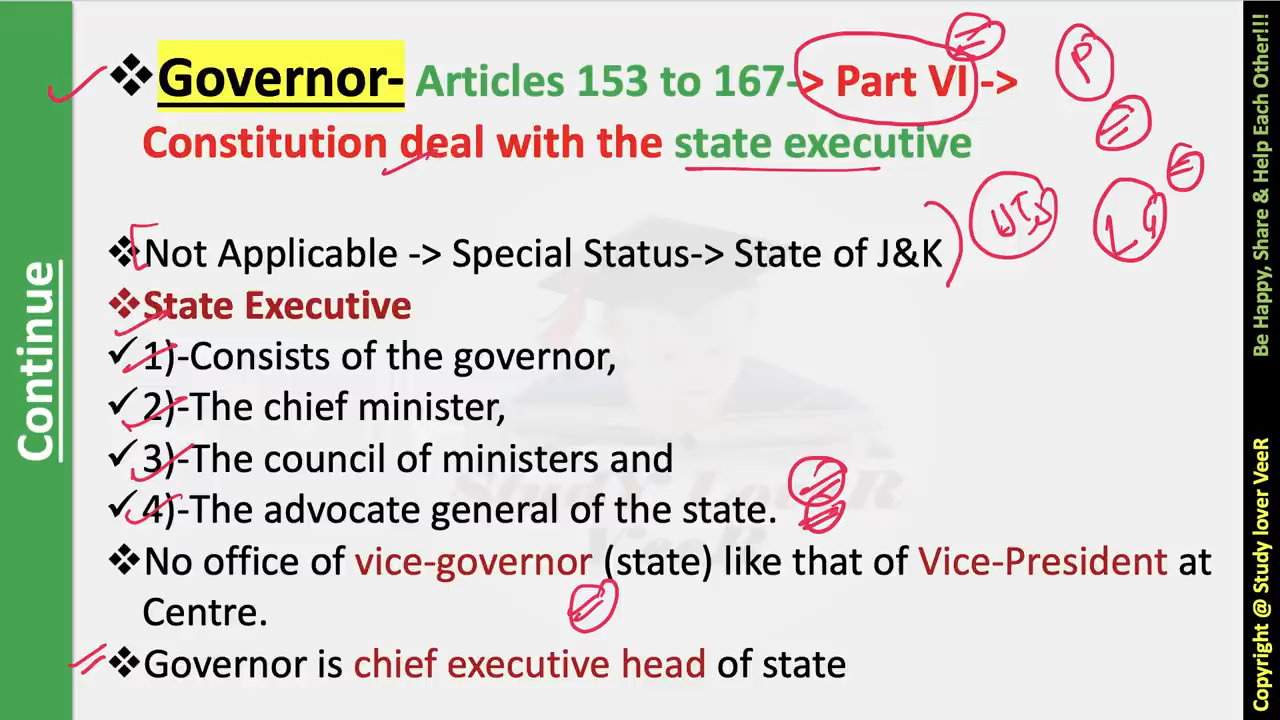 Continue
❖Governor- Articles 153 to 167-> Part VI ->
Constitution deal with the state executive
❖Not Applicable -> Special Status-> State of J&K
❖State Executive
✓1)-Consists of the governor,
✓2)-The chief minister,
✓3)-The council of ministers and
✓4)-The advocate general of the state.
❖No office of vice-governor (state) like that of Vice-President at
Centre.
❖Governor is chief executive head of state
P
UTs
LG
Study LoveR
VeeR
Be Happy, Share & Help Each Other!!!
Copyright @ Study lover VeeR